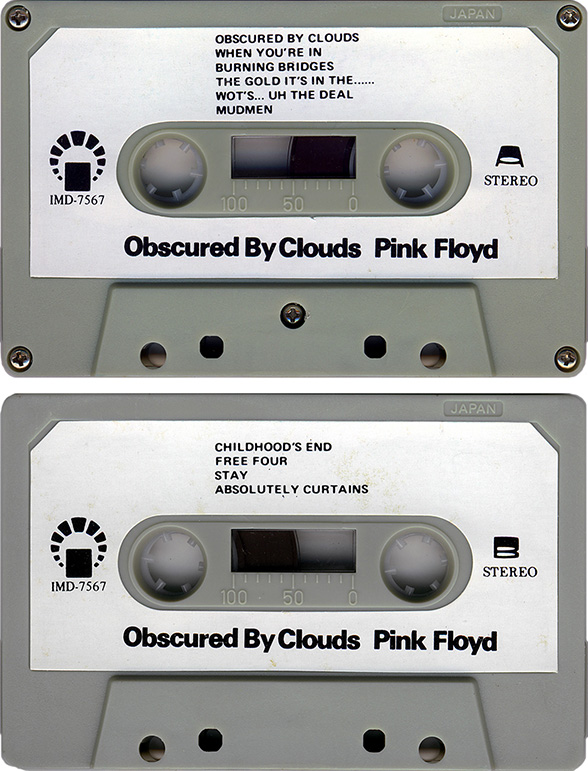 JAPAN
OBSCURED BY CLOUDS
WHEN YOU'RE IN
BURNING BRIDGES
THE GOLD IT'S IN THE......
WOT'S... UH THE DEAL
MUDMEN
A
STEREO
IMD-7567
100 50 0
Obscured By Clouds Pink Floyd
JAPAN
CHILDHOOD'S END
FREE FOUR
STAY
ABSOLUTELY CURTAINS
B
STEREO
IMD-7567
100 50 0
Obscured By Clouds Pink Floyd